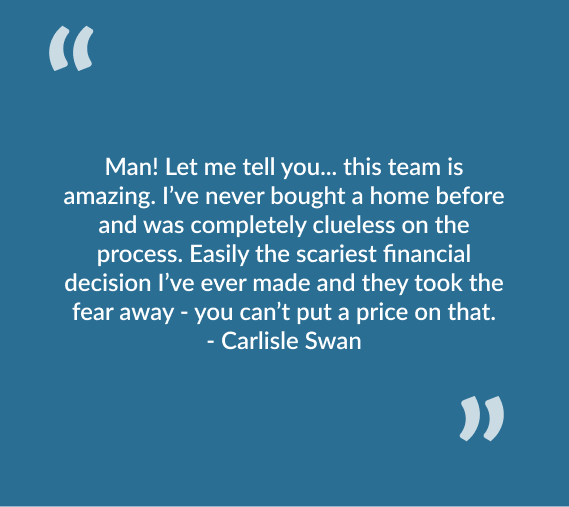 “
Man! Let me tell you... this team is
amazing. I’ve never bought a home before
and was completely clueless on the
process. Easily the scariest financial
decision I’ve ever made and they took the
fear away - you can’t put a price on that.
- Carlisle Swan
”